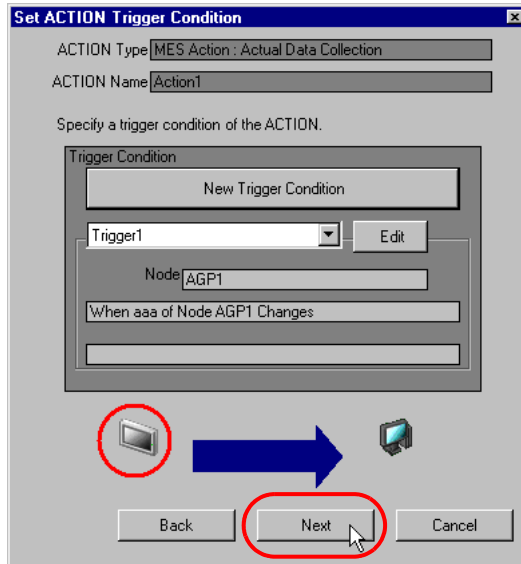 Set ACTION Trigger Condition
ACTION Type MES Action : Actual Data Collection
ACTION Name Action1
Specify a trigger condition of the ACTION.
Trigger Condition
New Trigger Condition
Trigger1 Edit
Node AGP1
When aaa of Node AGP1 Changes
Back Next Cancel